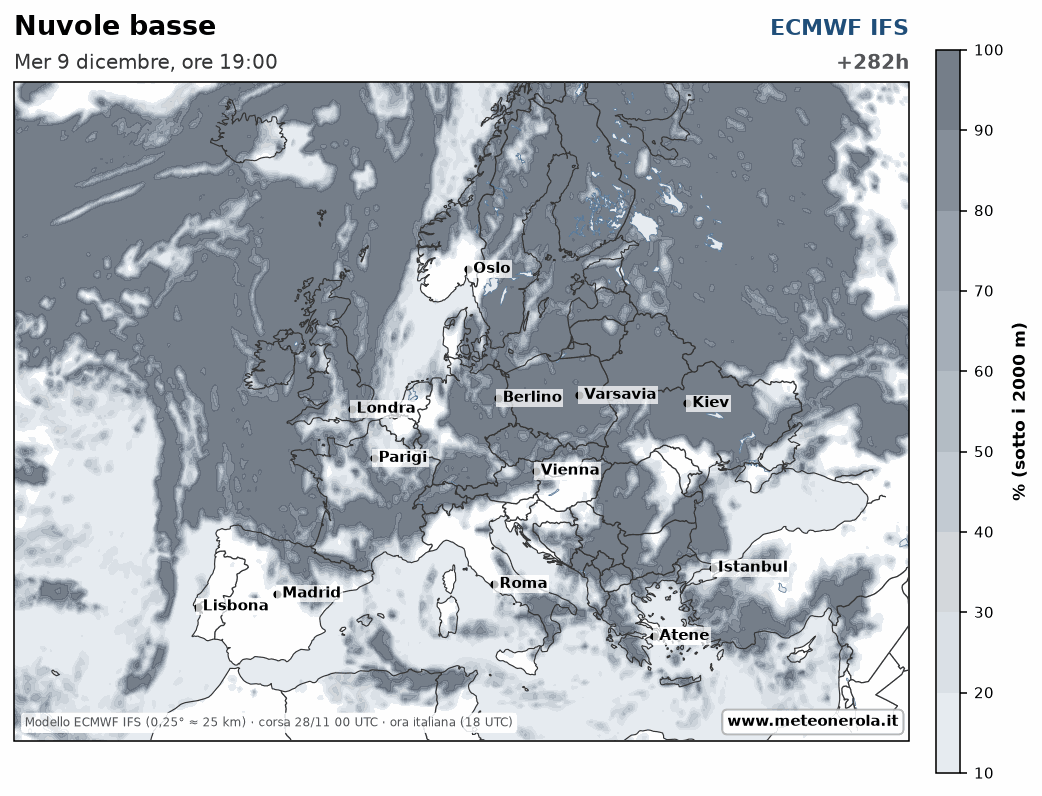 Nuvole basse
ECMWF IFS
Mer 9 dicembre, ore 19:00
+282h
Oslo
Londra
Berlino
Varsavia
Kiev
Parigi
Vienna
Istanbul
Roma
Madrid
Lisbona
Atene
Modello ECMWF IFS (0,25° ≈ 25 km) · corsa 28/11 00 UTC · ora italiana (18 UTC)
www.meteonerola.it
100
90
80
70
60
50
40
30
20
10
% (sotto i 2000 m)